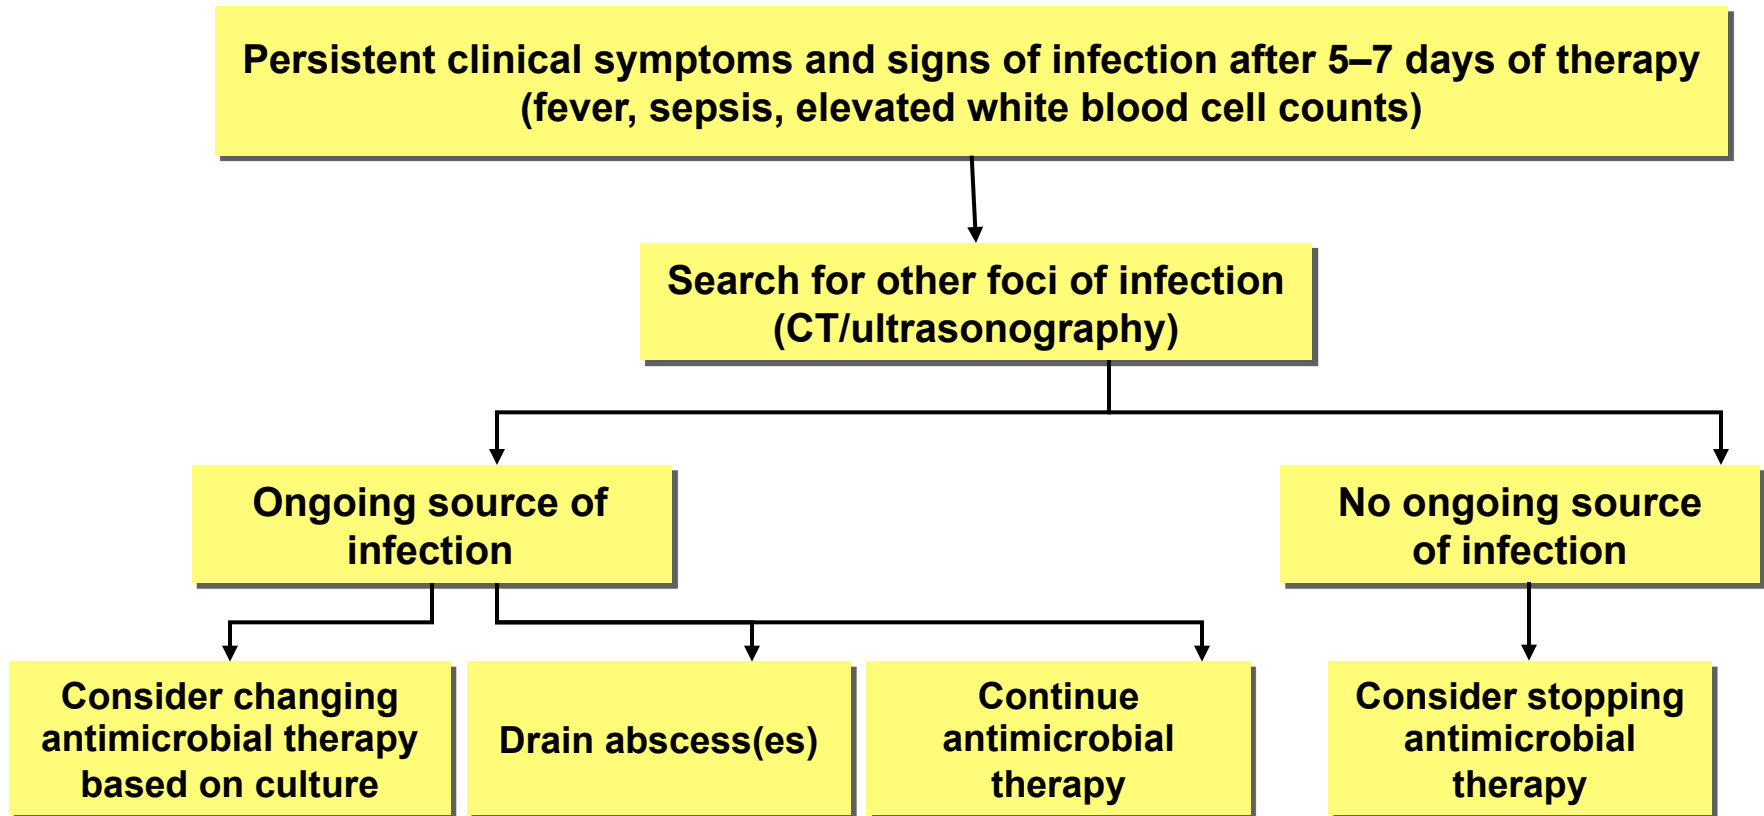 Persistent clinical symptoms and signs of infection after 5–7 days of therapy
(fever, sepsis, elevated white blood cell counts)
Search for other foci of infection
(CT/ultrasonography)
Ongoing source of
infection
No ongoing source
of infection
Consider changing
antimicrobial therapy
based on culture
Drain abscess(es)
Continue
antimicrobial
therapy
Consider stopping
antimicrobial
therapy